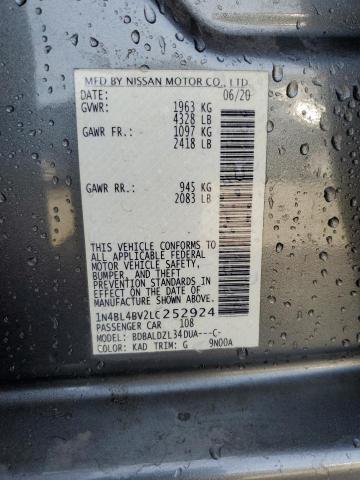 MFD BY NISSAN MOTOR CO., LTD.
DATE: 06/20
GVWR: 1963 KG
4328 LB
GAWR FR.: 1097 KG
2418 LB
GAWR RR.: 945 KG
2083 LB
THIS VEHICLE CONFORMS TO
ALL APPLICABLE FEDERAL
MOTOR VEHICLE SAFETY,
BUMPER, AND THEFT
PREVENTION STANDARDS
IN EFFECT ON THE DATE OF
MANUFACTURE SHOWN ABOVE.
1N4BL4BV2LC252924
PASSENGER CAR 108
MODEL: BDBALDZL34DUA---C-
COLOR: KAD TRIM: G 9N00A